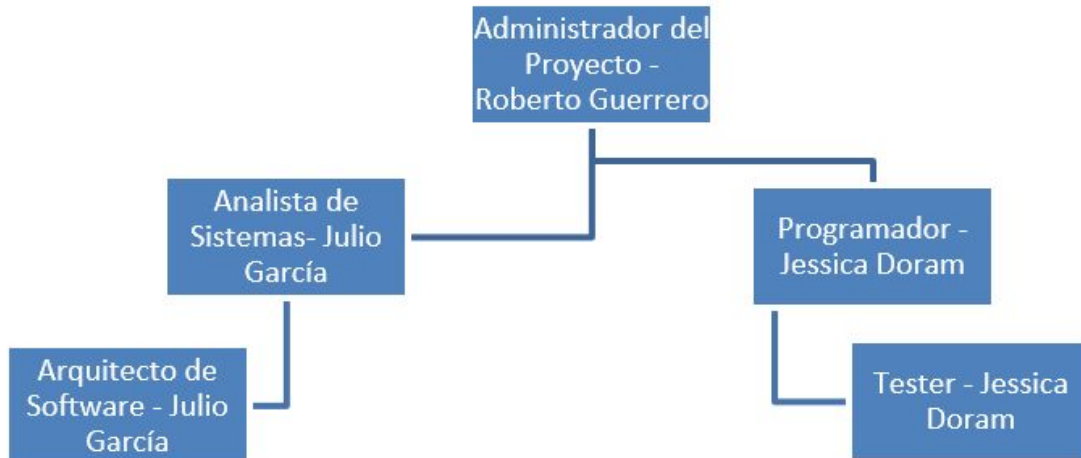 Administrador del
Proyecto -
Roberto Guerrero
Analista de
Sistemas- Julio
García
Programador -
Jessica Doram
Arquitecto de
Software - Julio
García
Tester - Jessica
Doram